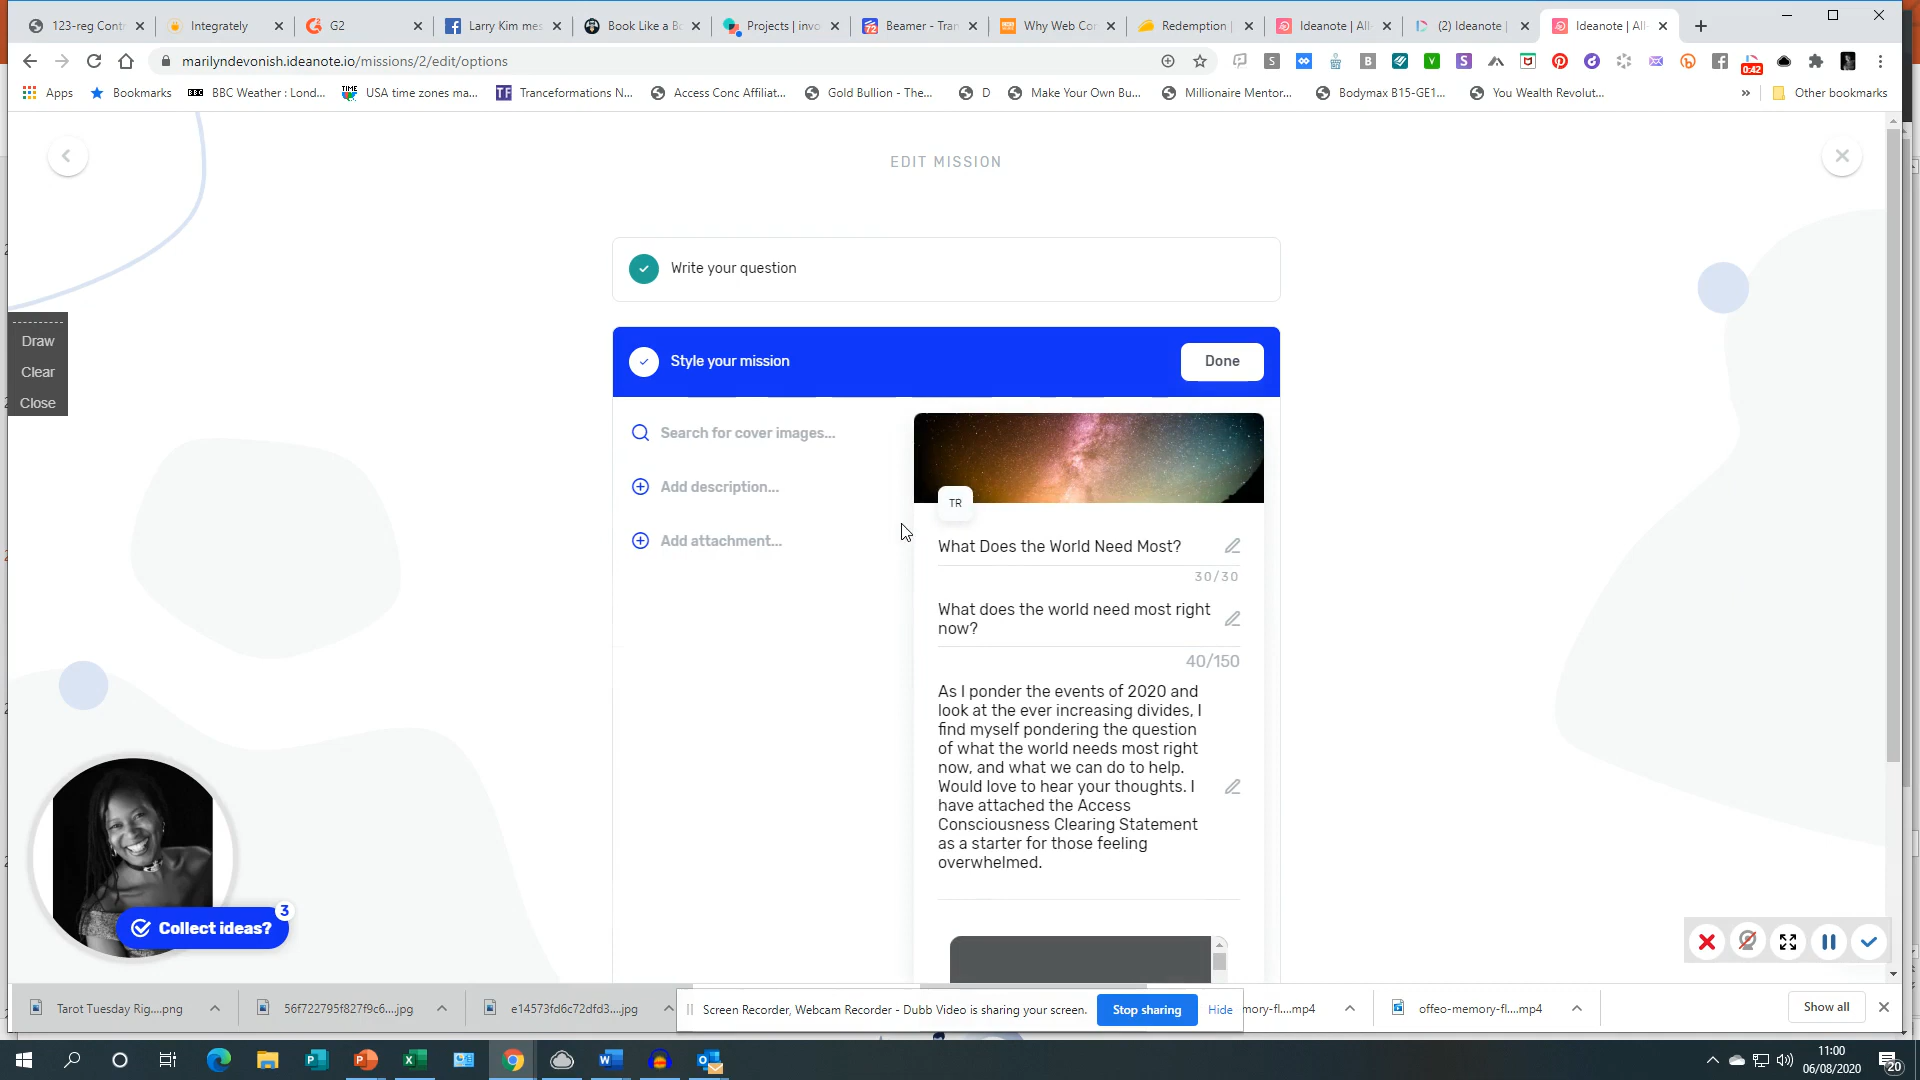 123-reg Cont
Integrately
G2
Larry Kim mes
Book Like a Bo
Projects | invo
Beamer - Tran
Why Web Con
Redemption |
Ideanote | All-
(2) Ideanote |
Ideanote | All-
marilyndevonish.ideanote.io/missions/2/edit/options
0:42
Apps
Bookmarks
BBC Weather : Lond...
USA time zones ma...
Tranceformations N...
Access Conc Affiliat...
Gold Bullion - The...
D
Make Your Own Bu...
Millionaire Mentor...
Bodymax B15-GE1...
You Wealth Revolut...
Other bookmarks
EDIT MISSION
Write your question
Draw
Clear
Close
Style your mission
Done
Search for cover images...
Add description...
Add attachment...
TR
What Does the World Need Most?
30/30
What does the world need most right
now?
40/150
As I ponder the events of 2020 and
look at the ever increasing divides, I
find myself pondering the question
of what the world needs most right
now, and what we can do to help.
Would love to hear your thoughts. I
have attached the Access
Consciousness Clearing Statement
as a starter for those feeling
overwhelmed.
3
Collect ideas?
Tarot Tuesday Rig....png
56f722795f827f9c6....jpg
e14573fd6c72dfd3....jpg
Screen Recorder, Webcam Recorder - Dubb Video is sharing your screen.
Stop sharing
Hide
mory-fl....mp4
offeo-memory-fl....mp4
Show all
11:00
06/08/2020
20